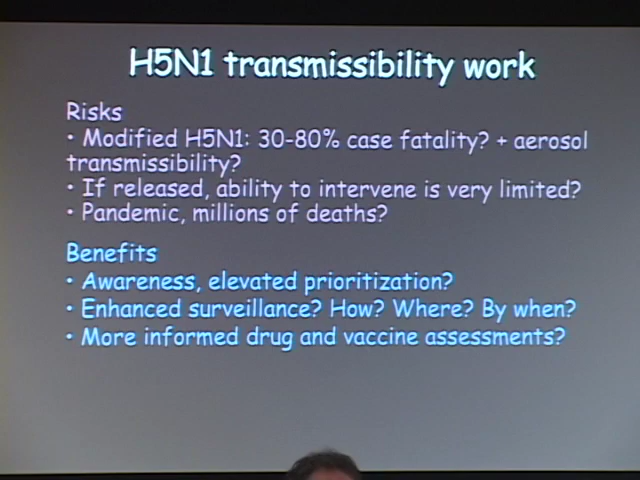 H5N1 transmissibility work
Risks
• Modified H5N1: 30-80% case fatality? + aerosol
transmissibility?
• If released, ability to intervene is very limited?
• Pandemic, millions of deaths?
Benefits
• Awareness, elevated prioritization?
• Enhanced surveillance? How? Where? By when?
• More informed drug and vaccine assessments?